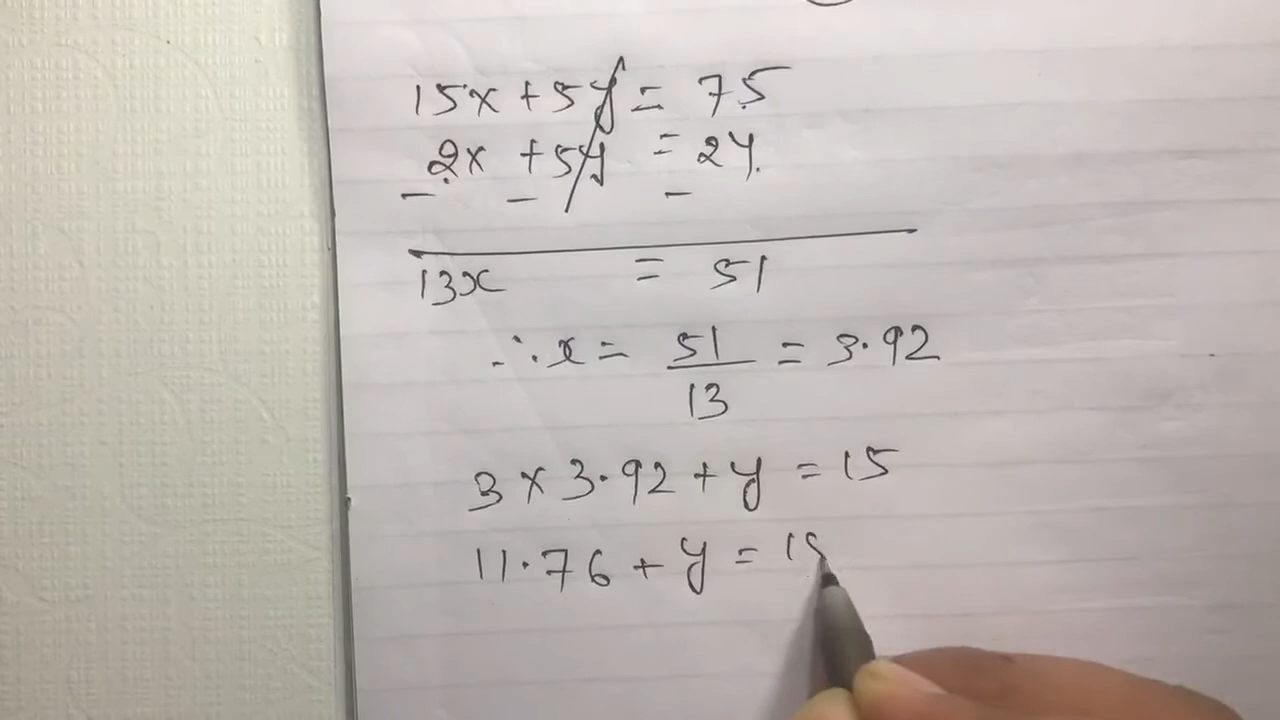 15x + 5y = 75
2x + 5y = 24
− − −
13x = 51
∴ x = 51/13 = 3.92
3 × 3.92 + y = 15
11.76 + y = 15